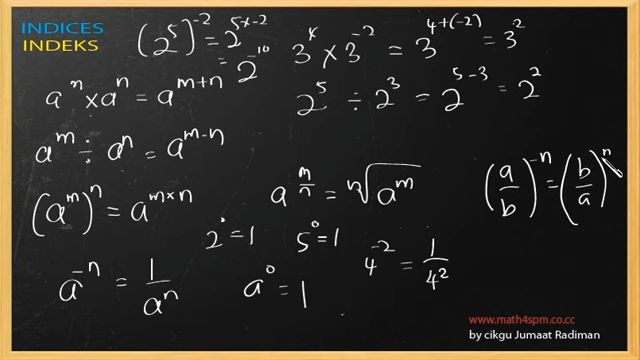 INDICES
INDEKS
(2⁵)⁻² = 2⁵ˣ⁻²
= 2⁻¹⁰
3⁴ × 3⁻² = 3⁴⁺⁽⁻²⁾ = 3²
aⁿ × aⁿ = aᵐ⁺ⁿ
2⁵ ÷ 2³ = 2⁵⁻³ = 2²
aᵐ ÷ aⁿ = aᵐ⁻ⁿ
(aᵐ)ⁿ = aᵐˣⁿ
a^(m/n) = ⁿ√(aᵐ)
(a/b)⁻ⁿ = (b/a)ⁿ
2⁰ = 1
5⁰ = 1
a⁻ⁿ = 1/aⁿ
a⁰ = 1
4⁻² = 1/4²
www.math4spm.co.cc
by cikgu Jumaat Radiman